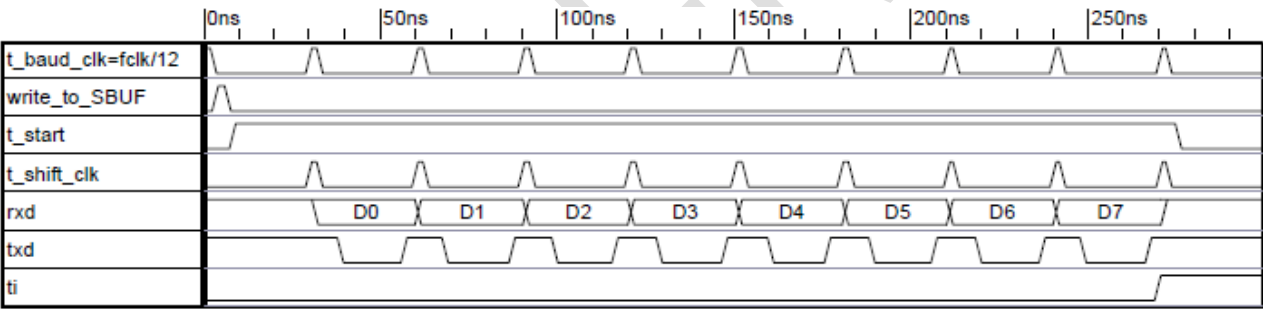 0ns 50ns 100ns 150ns 200ns 250ns
t_baud_clk=fclk/12
write_to_SBUF
t_start
t_shift_clk
rxd D0 D1 D2 D3 D4 D5 D6 D7
txd
ti